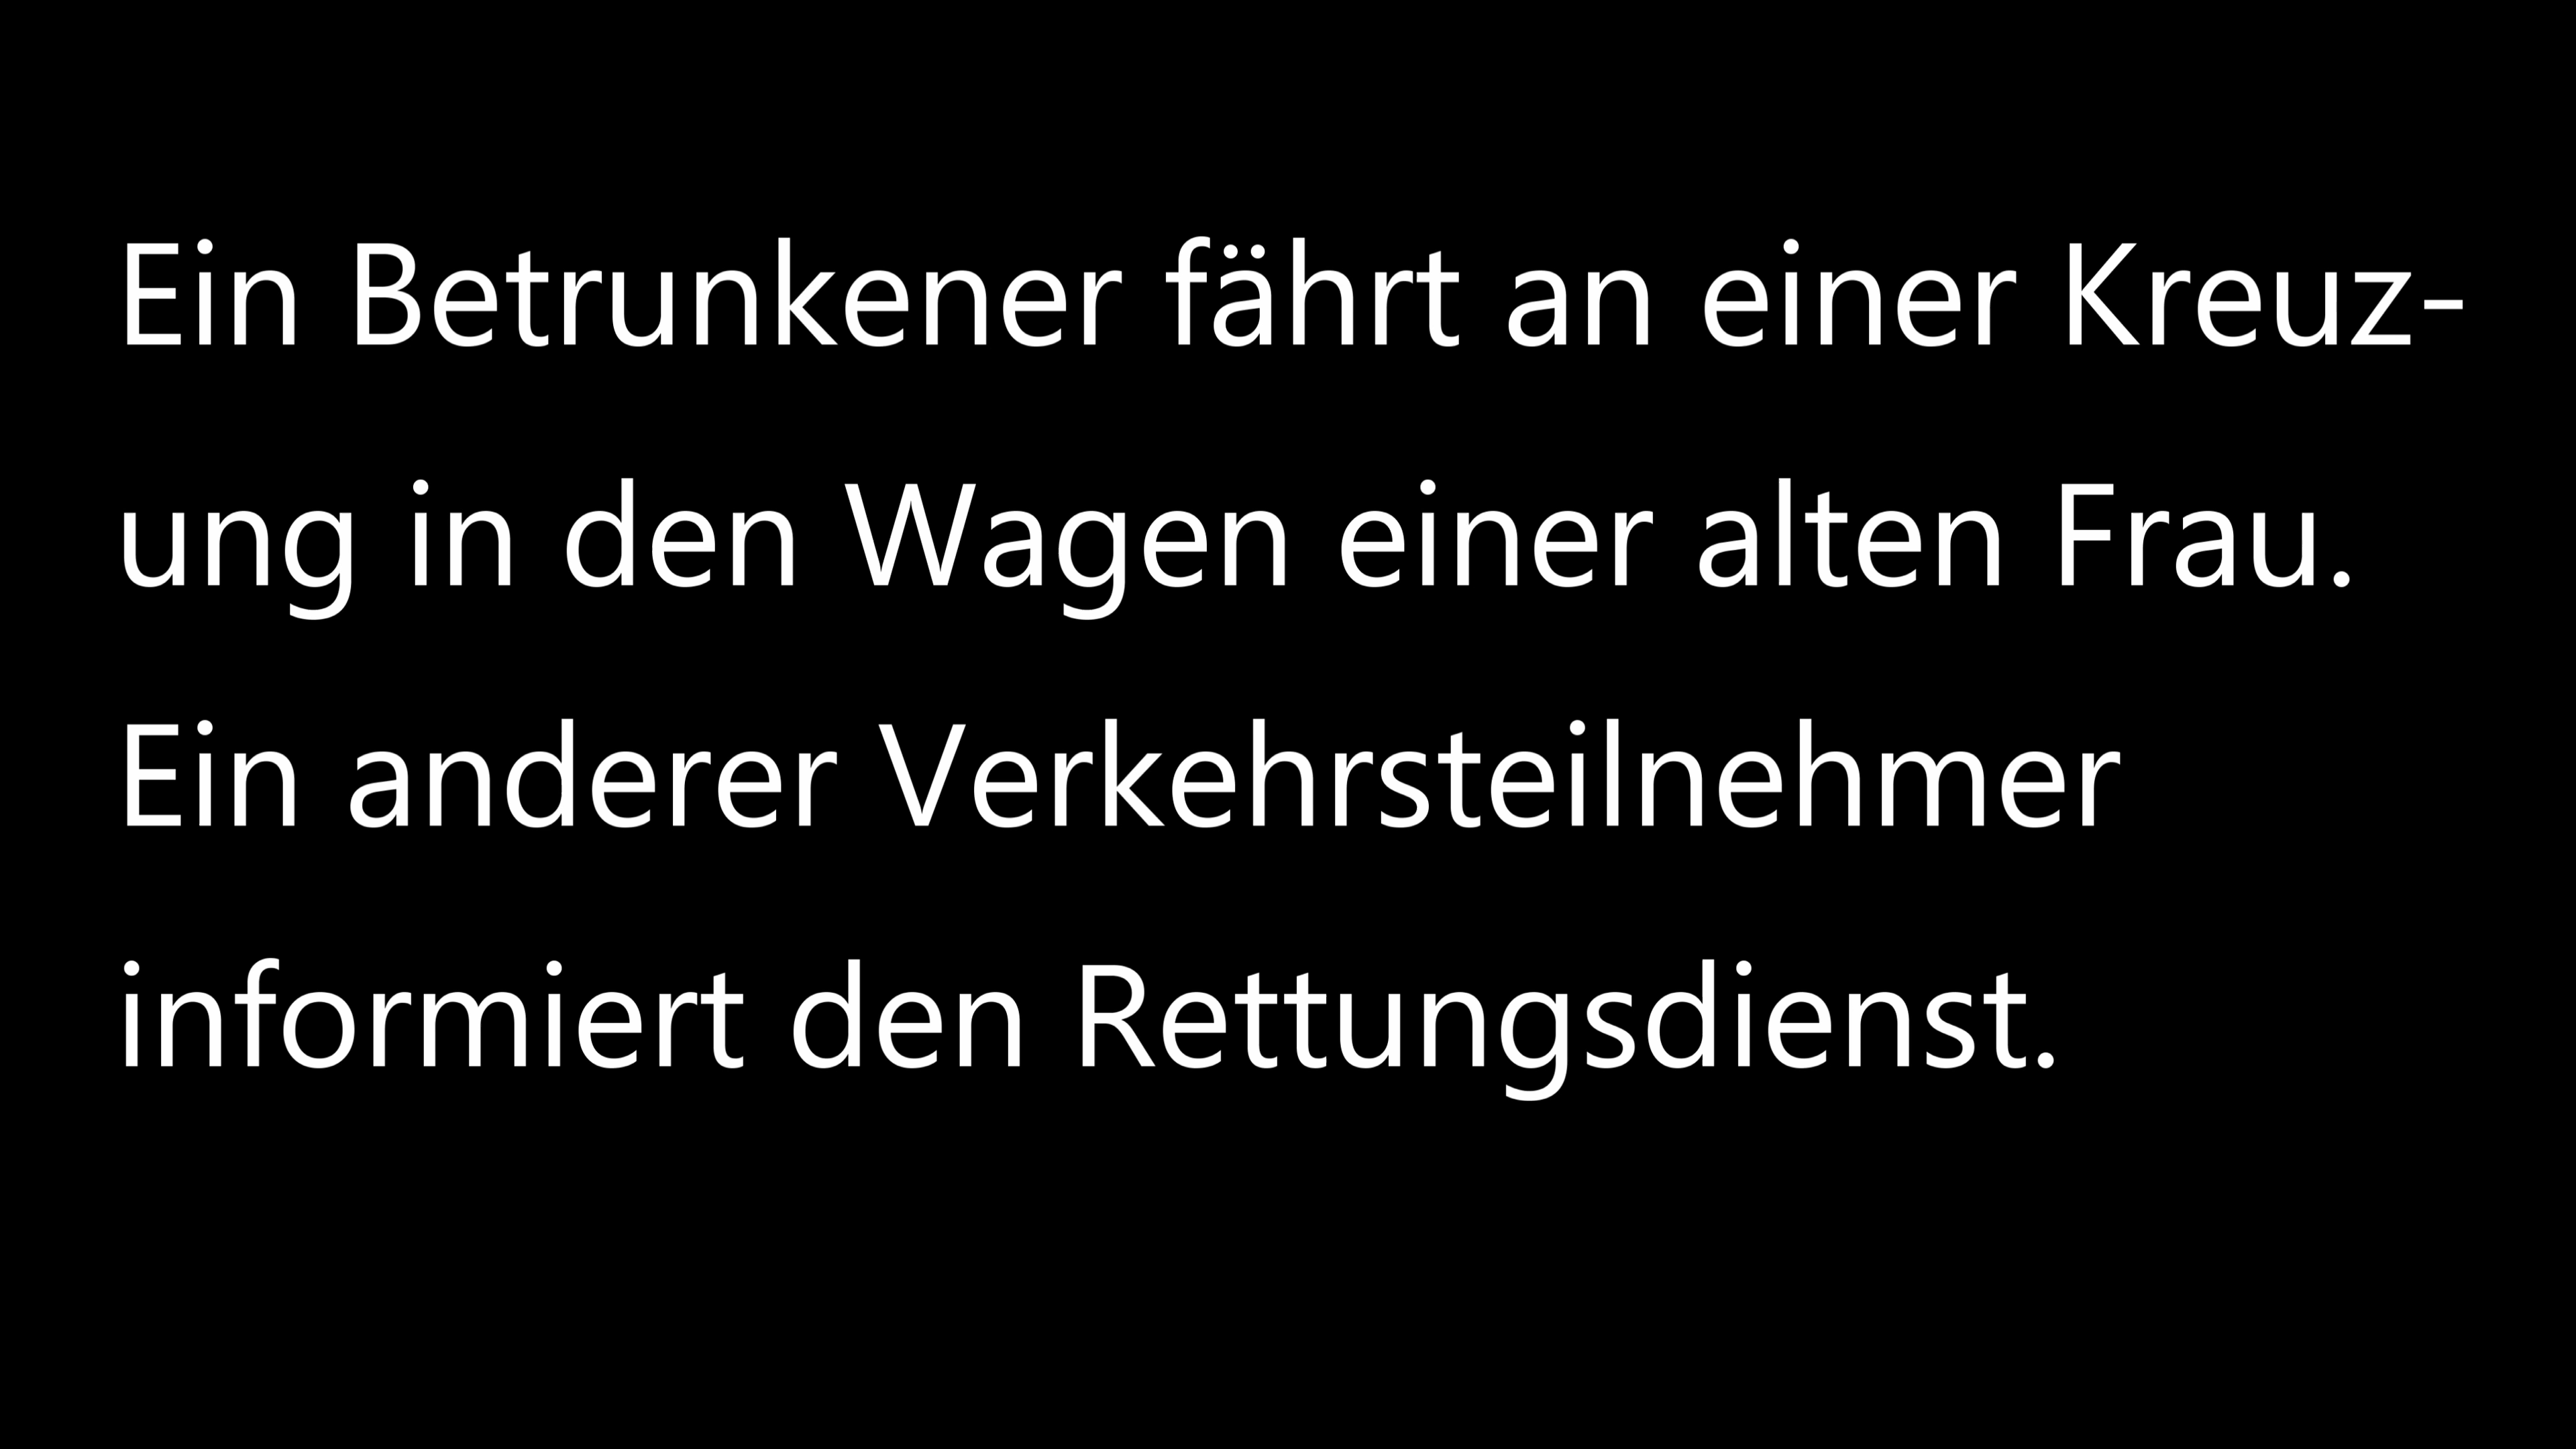 Ein Betrunkener fährt an einer Kreuz-
ung in den Wagen einer alten Frau.
Ein anderer Verkehrsteilnehmer
informiert den Rettungsdienst.